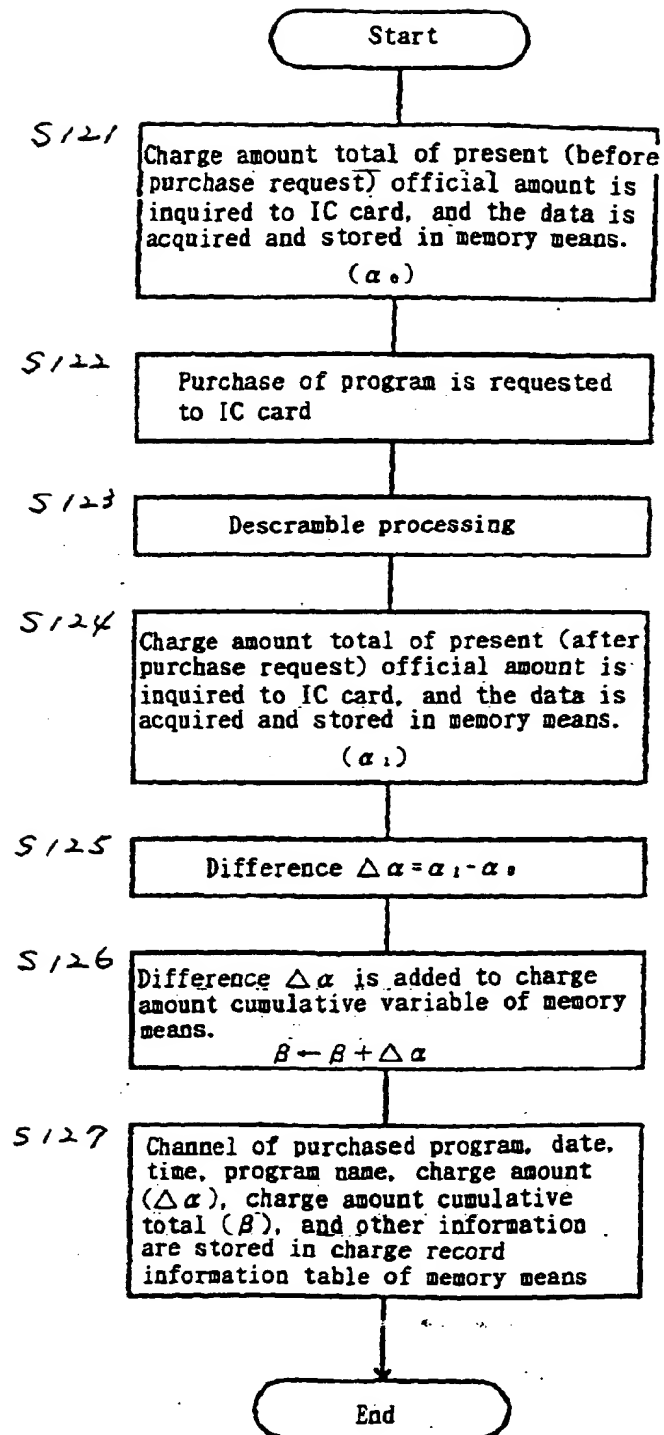 Start
S121
Charge amount total of present (before
purchase request) official amount is
inquired to IC card, and the data is
acquired and stored in memory means.
(α₀)
S122
Purchase of program is requested
to IC card
S123
Descramble processing
S124
Charge amount total of present (after
purchase request) official amount is
inquired to IC card, and the data is
acquired and stored in memory means.
(α₁)
S125
Difference △α=α₁-α₀
S126
Difference △α is added to charge
amount cumulative variable of memory
means.
β←β+△α
S127
Channel of purchased program, date,
time, program name, charge amount
(△α), charge amount cumulative
total (β), and other information
are stored in charge record
information table of memory means
End